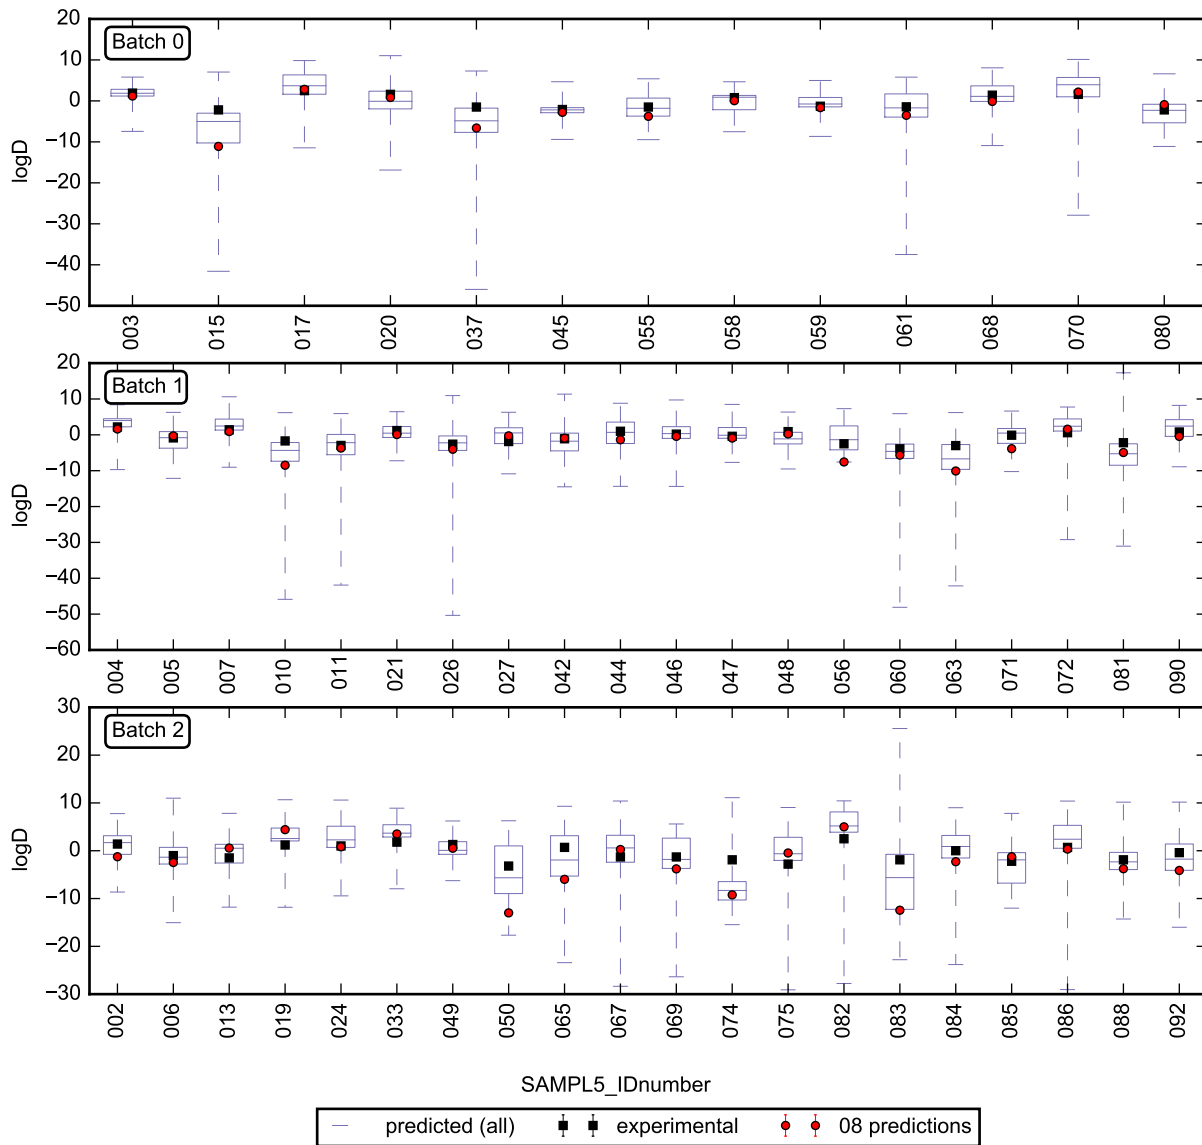 20
Batch 0
10
0
−10
−20
−30
−40
−50
logD
003 015 017 020 037 045 055 058 059 061 068 070 080
20
Batch 1
10
0
−10
−20
−30
−40
−50
−60
logD
004 005 007 010 011 021 026 027 042 044 046 047 048 056 060 063 071 072 081 090
30
Batch 2
20
10
0
−10
−20
−30
logD
002 006 013 019 024 033 049 050 065 067 069 074 075 082 083 084 085 086 088 092
SAMPL5_IDnumber
predicted (all) experimental 08 predictions